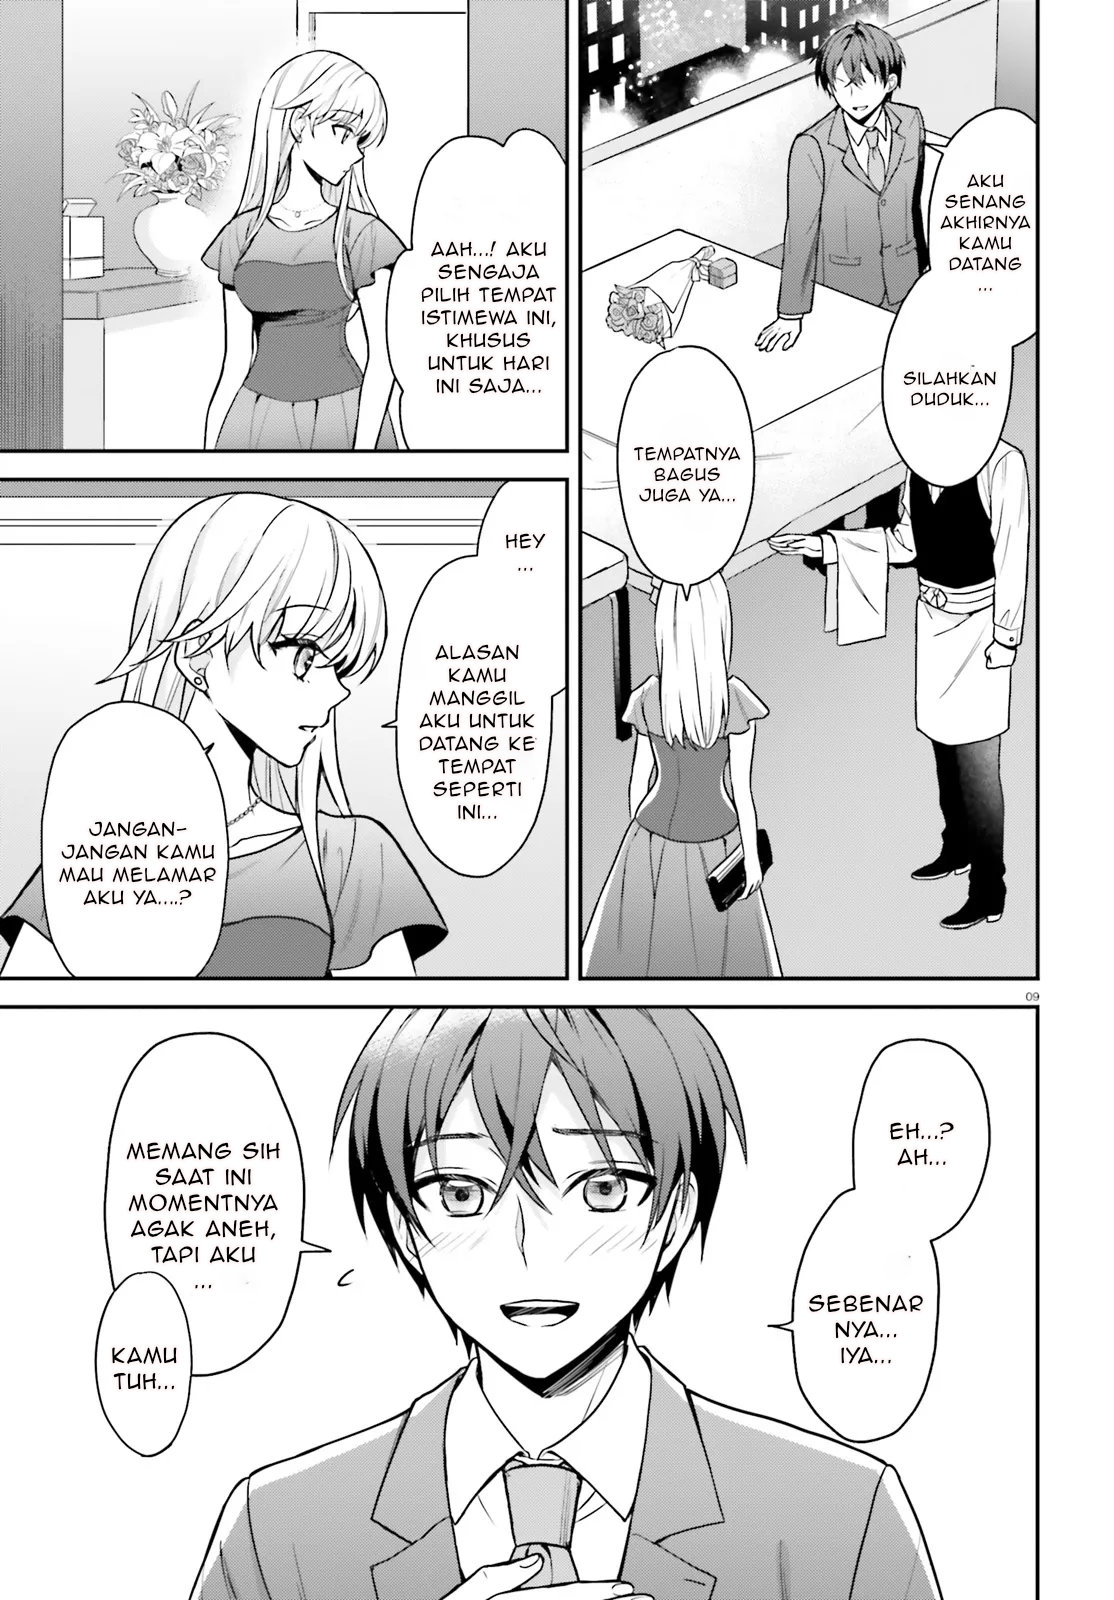 AKU
SENANG
AKHIRNYA
KAMU
DATANG
...
SILAHKAN
DUDUK...
TEMPATNYA
BAGUS
JUGA YA...
AAH...! AKU
SENGAJA
PILIH TEMPAT
ISTIMEWA INI,
KHUSUS
UNTUK HARI
INI SAJA...
HEY
...
ALASAN
KAMU
MANGGIL
AKU UNTUK
DATANG KE
TEMPAT
SEPERTI
INI...
JANGAN-
JANGAN KAMU
MAU MELAMAR
AKU YA....?
09
EH...?
AH...
SEBENAR
NYA...
IYA...
MEMANG SIH
SAAT INI
MOMENTNYA
AGAK ANEH,
TAPI AKU
...
KAMU
TUH...